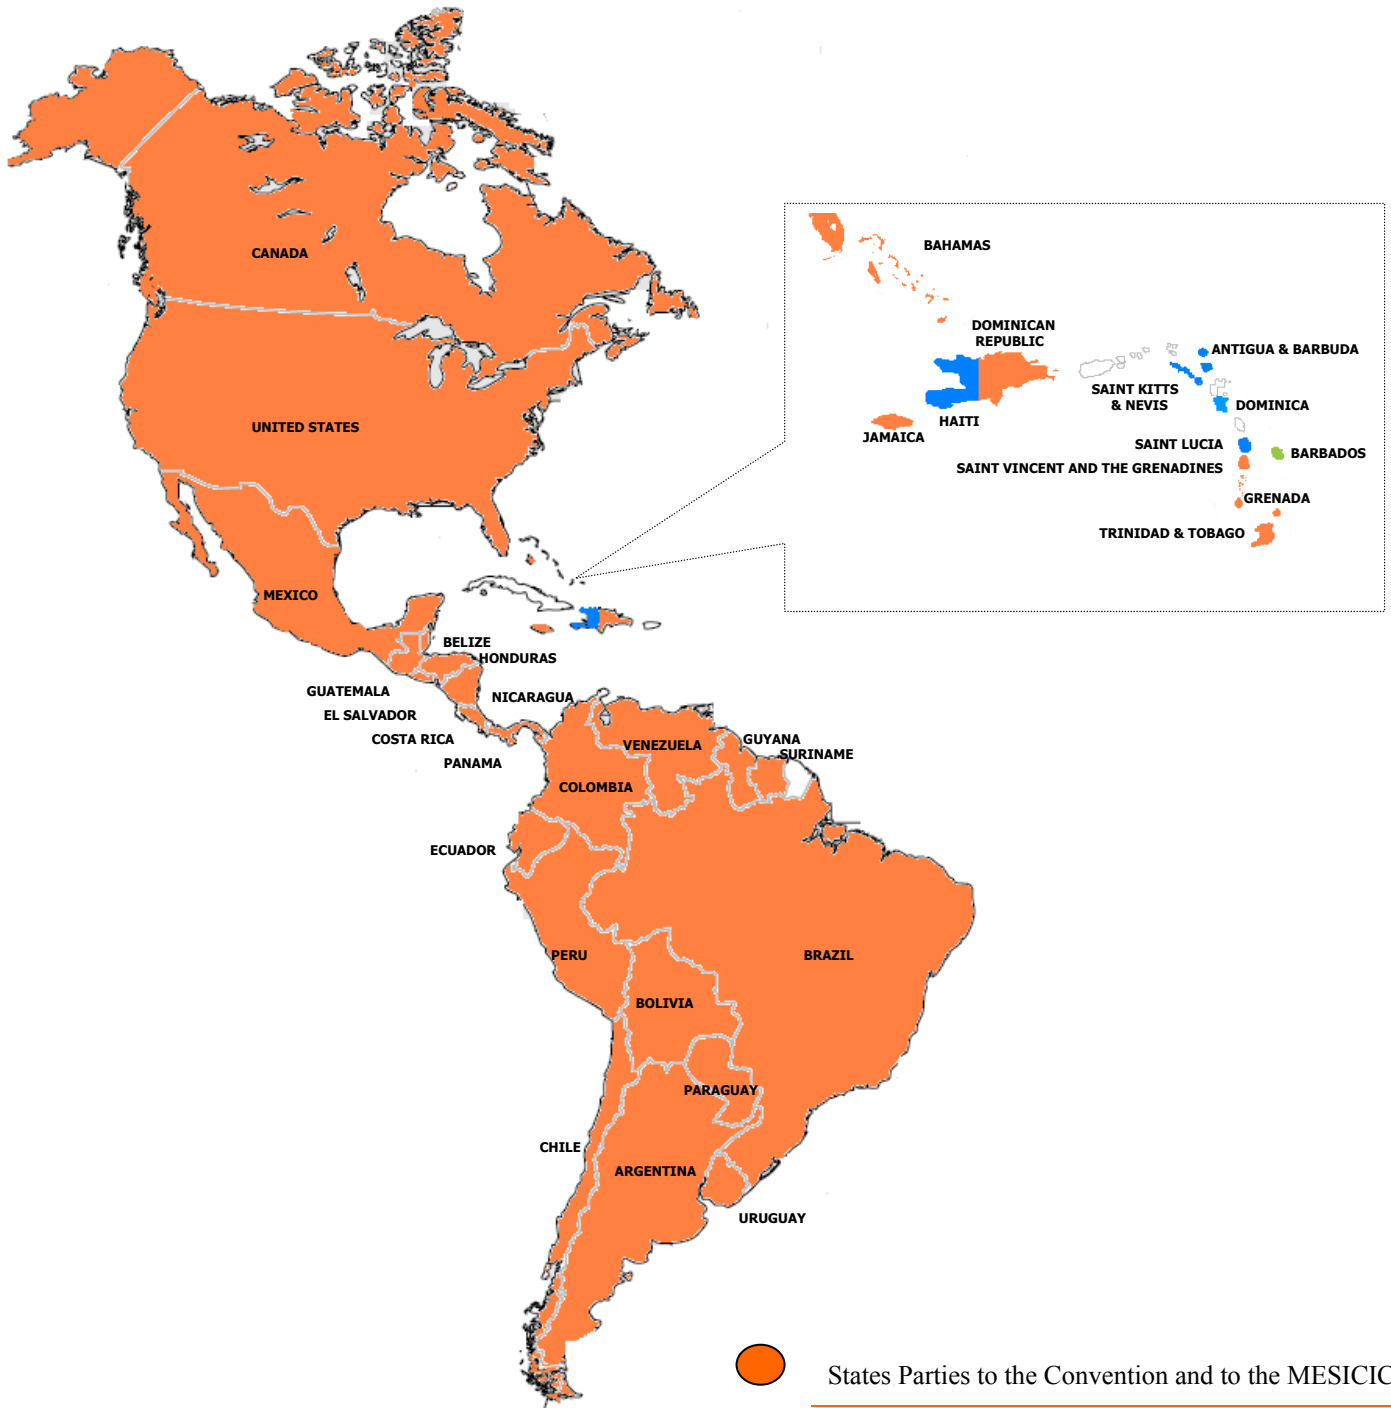 CANADA
BAHAMAS
DOMINICAN
REPUBLIC
ANTIGUA & BARBUDA
SAINT KITTS
& NEVIS
DOMINICA
UNITED STATES
HAITI
JAMAICA
SAINT LUCIA
BARBADOS
SAINT VINCENT AND THE GRENADINES
GRENADA
TRINIDAD & TOBAGO
MEXICO
BELIZE
HONDURAS
GUATEMALA
NICARAGUA
EL SALVADOR
COSTA RICA
PANAMA
VENEZUELA
GUYANA
SURINAME
COLOMBIA
ECUADOR
PERU
BRAZIL
BOLIVIA
PARAGUAY
CHILE
ARGENTINA
URUGUAY
States Parties to the Convention and to the MESICIC